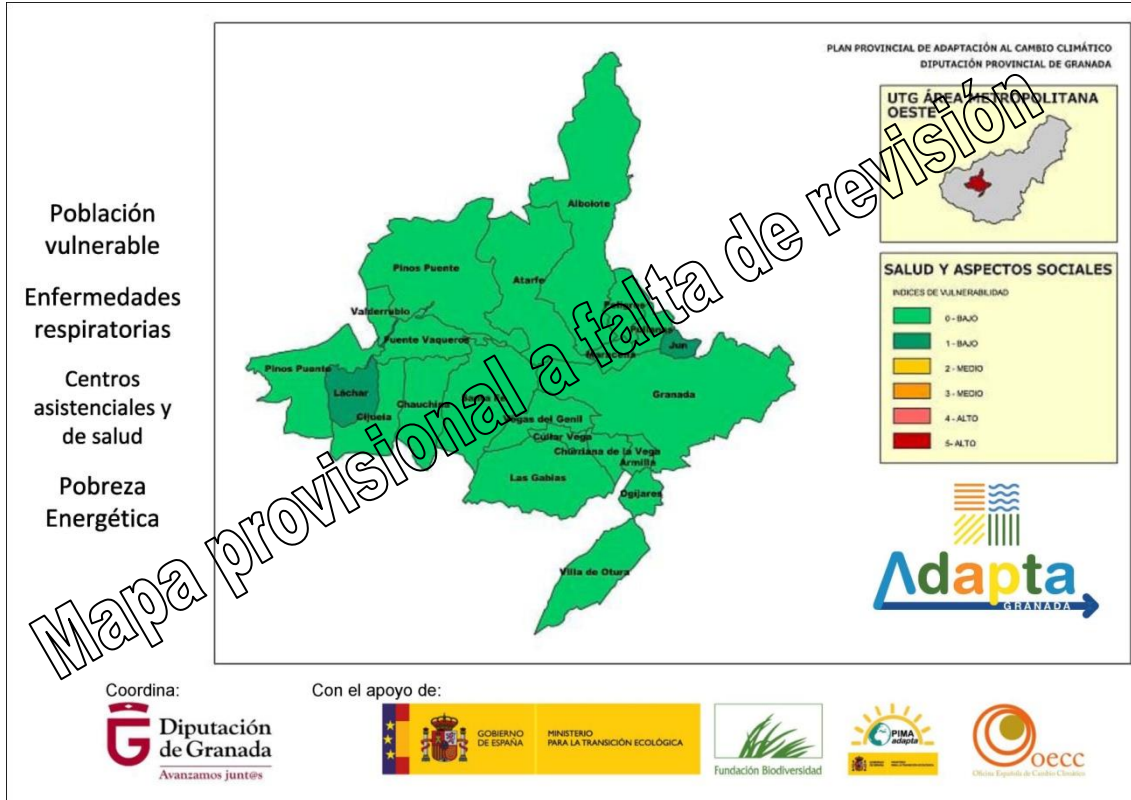 PLAN PROVINCIAL DE ADAPTACIÓN AL CAMBIO CLIMÁTICO
DIPUTACIÓN PROVINCIAL DE GRANADA
UTG ÁREA METROPOLITANA
OESTE
Mapa provisional a falta de revisión
Población
vulnerable
Enfermedades
respiratorias
Centros
asistenciales y
de salud
Pobreza
Energética
Albolote
Pinos Puente
Atarfe
Valderrubio
Peligros
Fuente Vaqueros
Pulianas
Jun
Maracena
Pinos Puente
Láchar
Chauchina
Santa Fe
Granada
Cijuela
Vegas del Genil
Cúllar Vega
Churriana de la Vega
Armilla
Las Gabias
Ogíjares
Villa de Otura
SALUD Y ASPECTOS SOCIALES
INDICES DE VULNERABILIDAD
0 - BAJO
1 - BAJO
2 - MEDIO
3 - MEDIO
4 - ALTO
5- ALTO
Adapta
GRANADA
Coordina:
Con el apoyo de:
Diputación
de Granada
Avanzamos junt@s
GOBIERNO
DE ESPAÑA
MINISTERIO
PARA LA TRANSICIÓN ECOLÓGICA
Fundación Biodiversidad
PIMA
adapta
oecc
Oficina Española de Cambio Climático